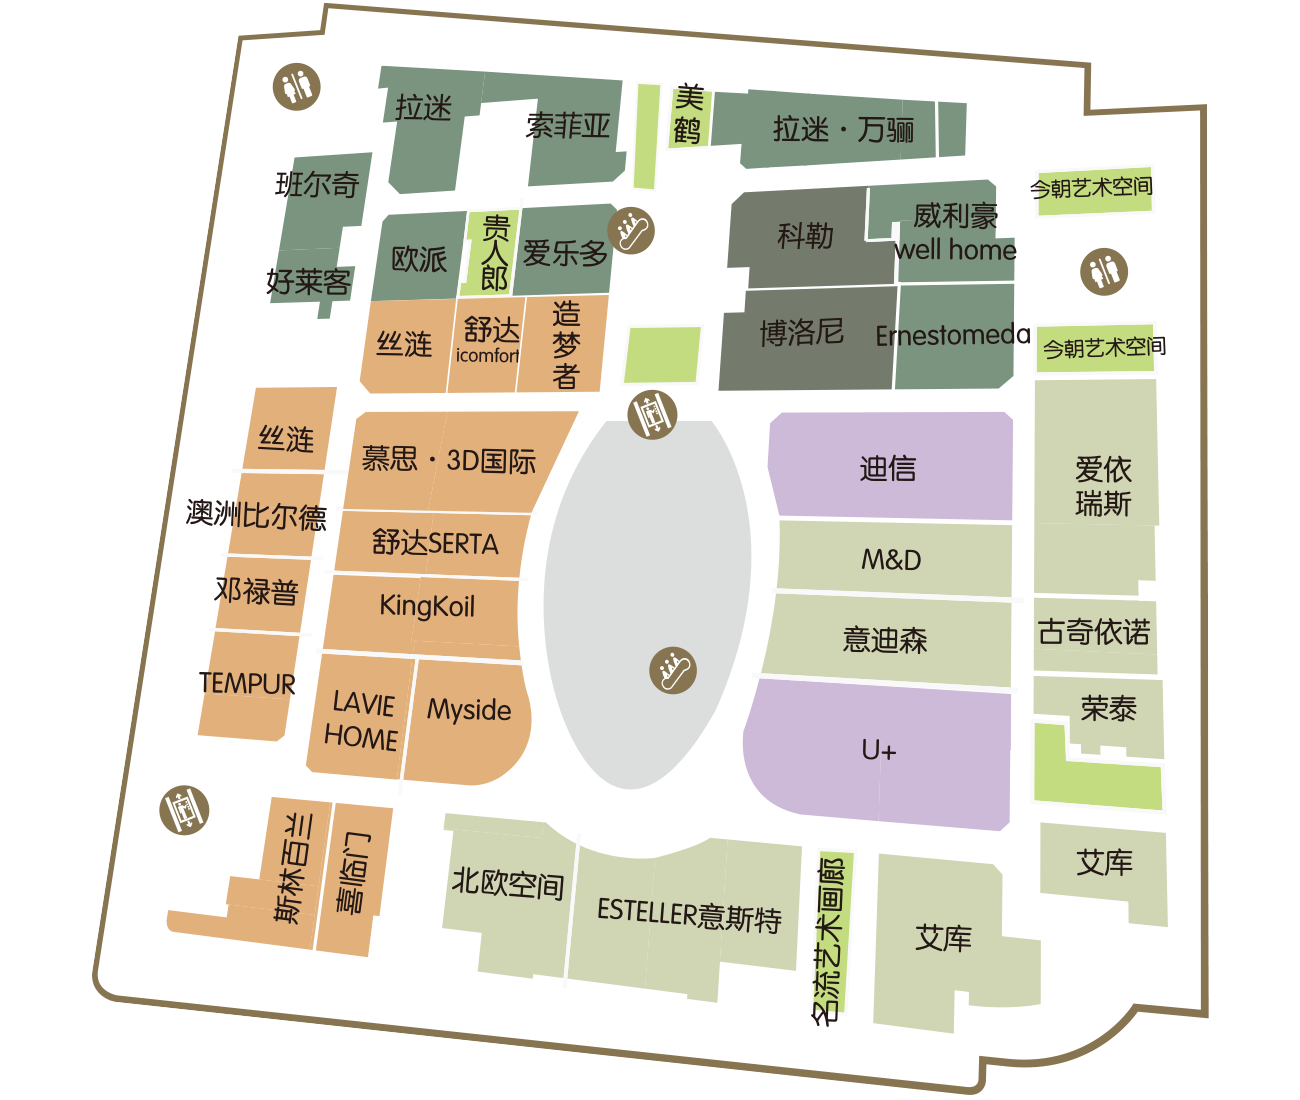 拉迷
索菲亚
美鹤
拉迷·万骊
班尔奇
好莱客
欧派
贵人郎
爱乐多
科勒
威利豪
well home
今朝艺术空间
丝涟
舒达
icomfort
造梦者
博洛尼
Ernestomeda
今朝艺术空间
丝涟
慕思·3D国际
迪信
爱依
瑞斯
澳洲比尔德
舒达SERTA
M&D
邓禄普
KingKoil
意迪森
古奇依诺
TEMPUR
LAVIE
HOME
Myside
U+
荣泰
斯林百兰
喜临门
北欧空间
ESTELLER意斯特
名流艺术画廊
艾库
艾库